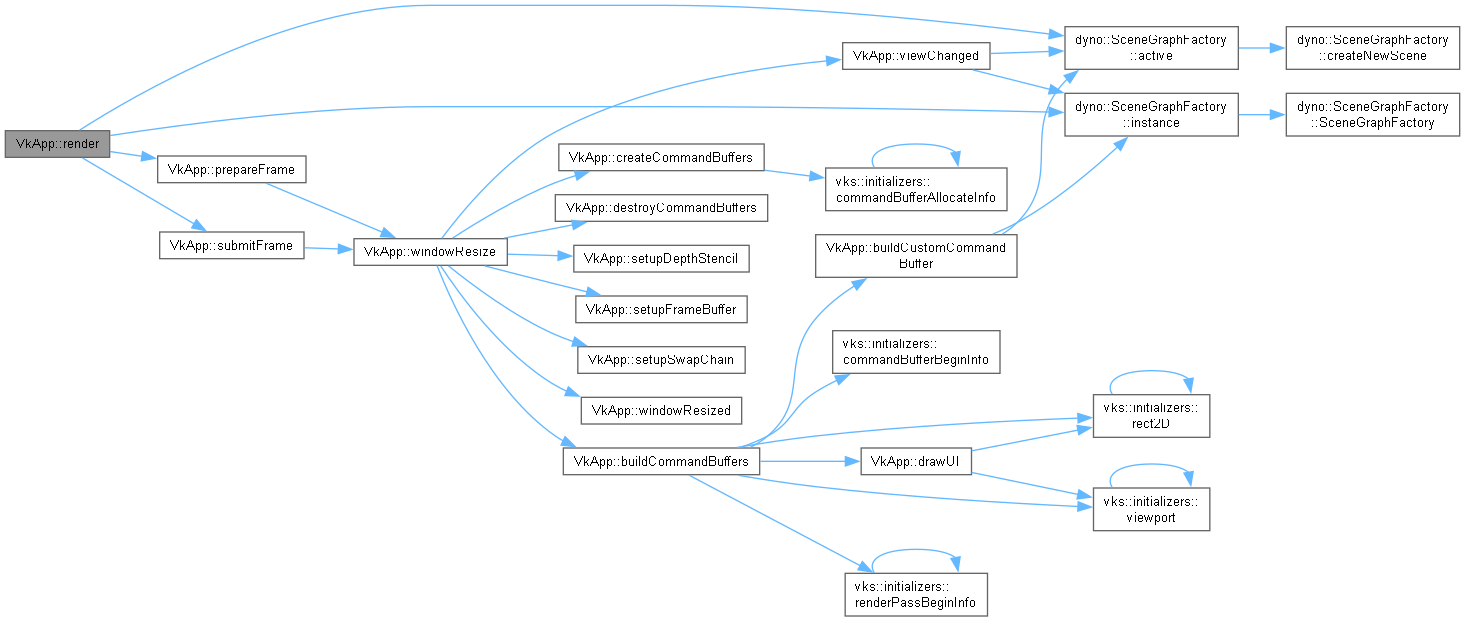 VkApp::render
VkApp::prepareFrame
VkApp::submitFrame
VkApp::windowResize
VkApp::viewChanged
VkApp::createCommandBuffers
VkApp::destroyCommandBuffers
VkApp::setupDepthStencil
VkApp::setupFrameBuffer
VkApp::setupSwapChain
VkApp::windowResized
VkApp::buildCommandBuffers
vks::initializers::
commandBufferAllocateInfo
VkApp::buildCustomCommand
Buffer
vks::initializers::
commandBufferBeginInfo
VkApp::drawUI
vks::initializers::
renderPassBeginInfo
dyno::SceneGraphFactory
::active
dyno::SceneGraphFactory
::instance
vks::initializers::
rect2D
vks::initializers::
viewport
dyno::SceneGraphFactory
::createNewScene
dyno::SceneGraphFactory
::SceneGraphFactory